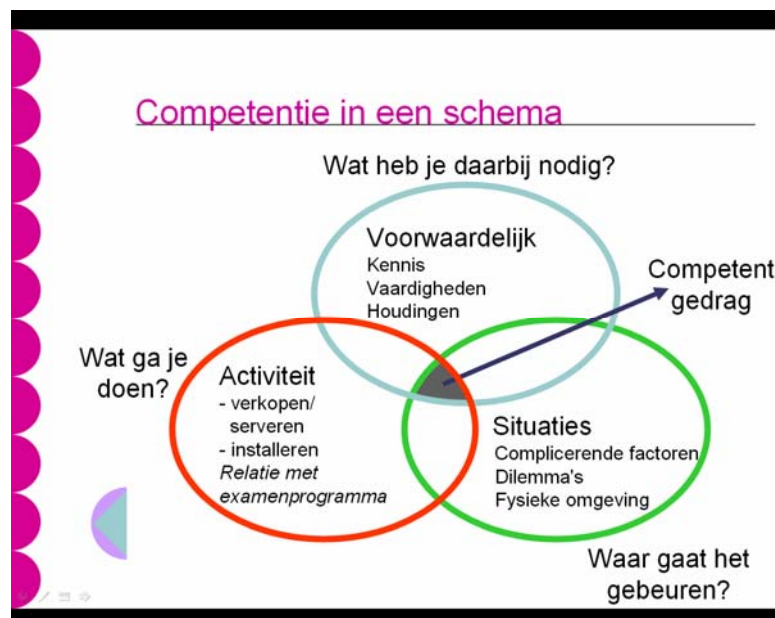 Competentie in een schema
Wat heb je daarbij nodig?
Voorwaardelijk
Kennis
Vaardigheden
Houdingen
Competent
gedrag
Wat ga je
doen?
Activiteit
- verkopen/
serveren
- installeren
Relatie met
examenprogramma
Situaties
Complicerende factoren
Dilemma's
Fysieke omgeving
Waar gaat het
gebeuren?